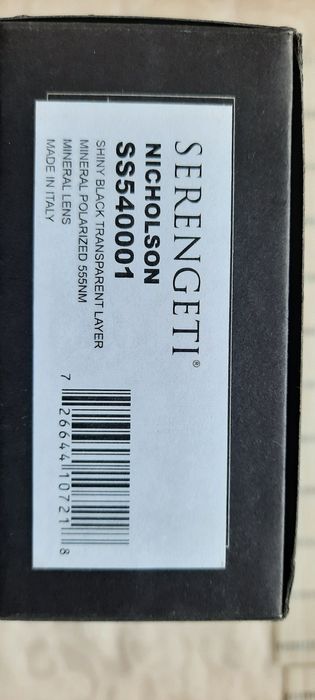 SERENGETI®
NICHOLSON
SS540001
SHINY BLACK TRANSPARENT LAYER
MINERAL POLARIZED 555NM
MINERAL LENS
MADE IN ITALY
7 26644 10721 8